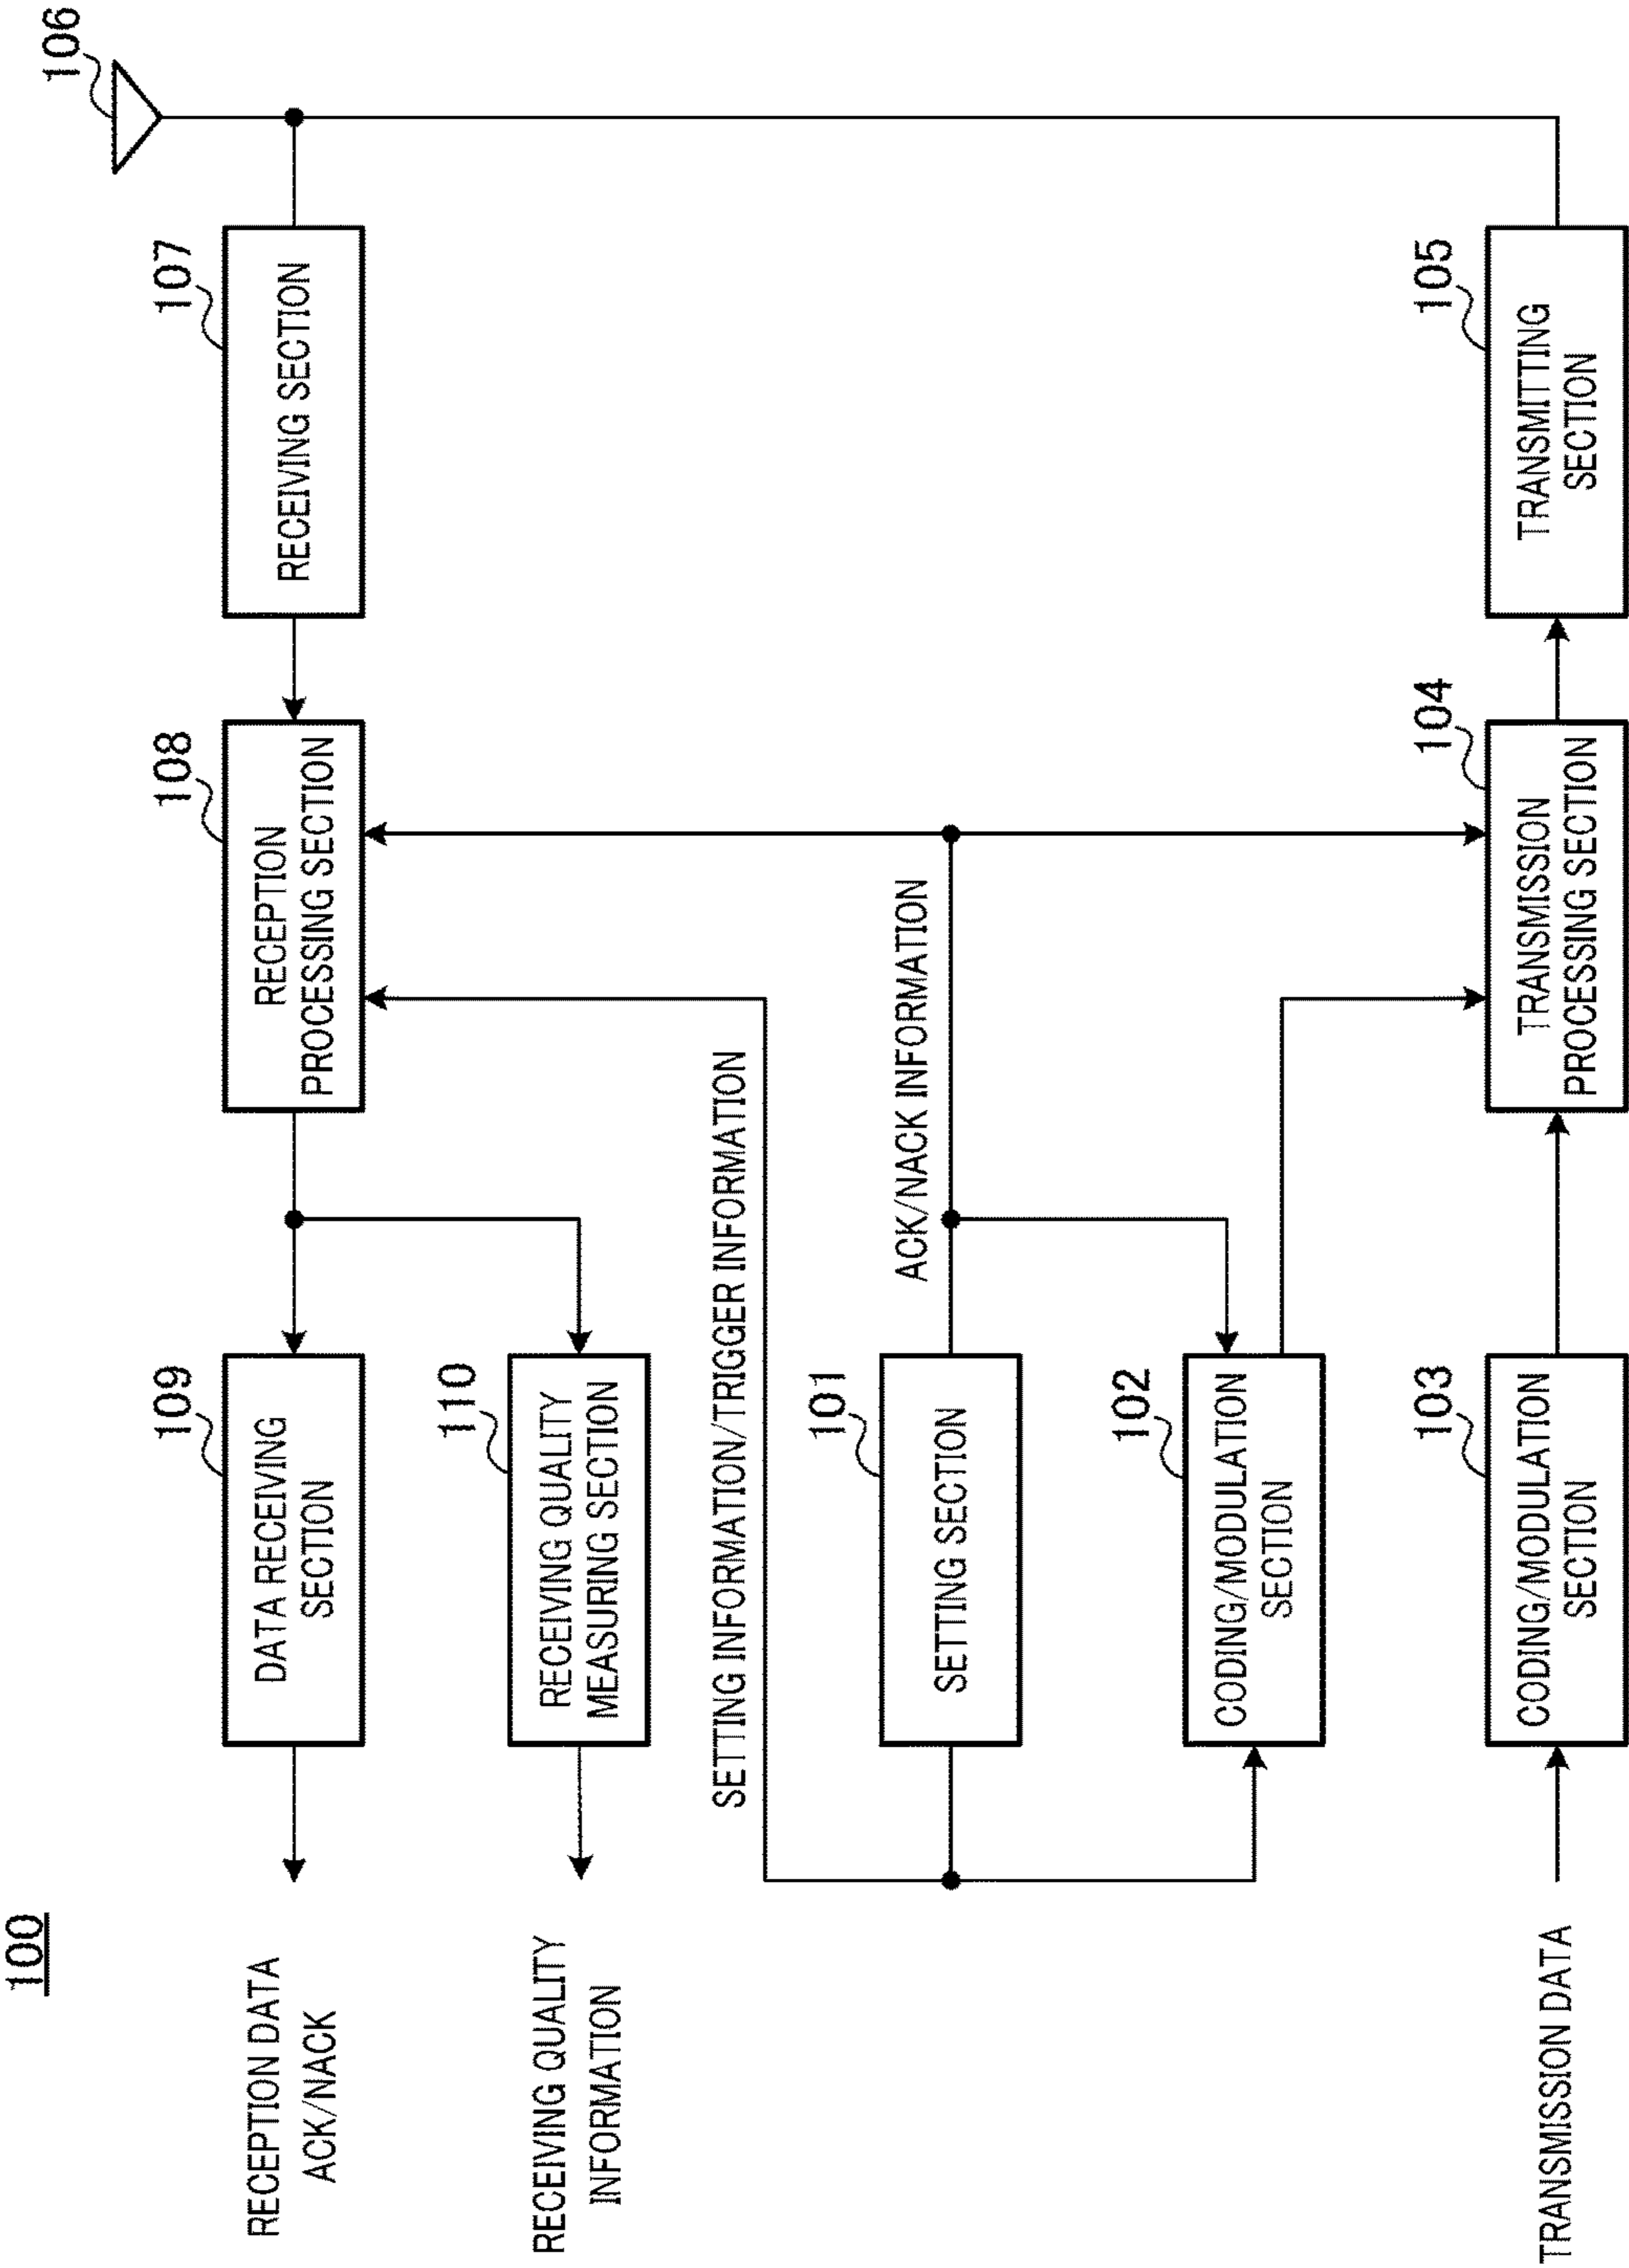 100
106
107
RECEIVING SECTION
108
RECEPTION
PROCESSING SECTION
109
DATA RECEIVING
SECTION
RECEPTION DATA
ACK/NACK
110
RECEIVING QUALITY
MEASURING SECTION
RECEIVING QUALITY
INFORMATION
SETTING INFORMATION/TRIGGER INFORMATION
ACK/NACK INFORMATION
101
SETTING SECTION
102
CODING/MODULATION
SECTION
103
CODING/MODULATION
SECTION
104
TRANSMISSION
PROCESSING SECTION
105
TRANSMITTING
SECTION
TRANSMISSION DATA